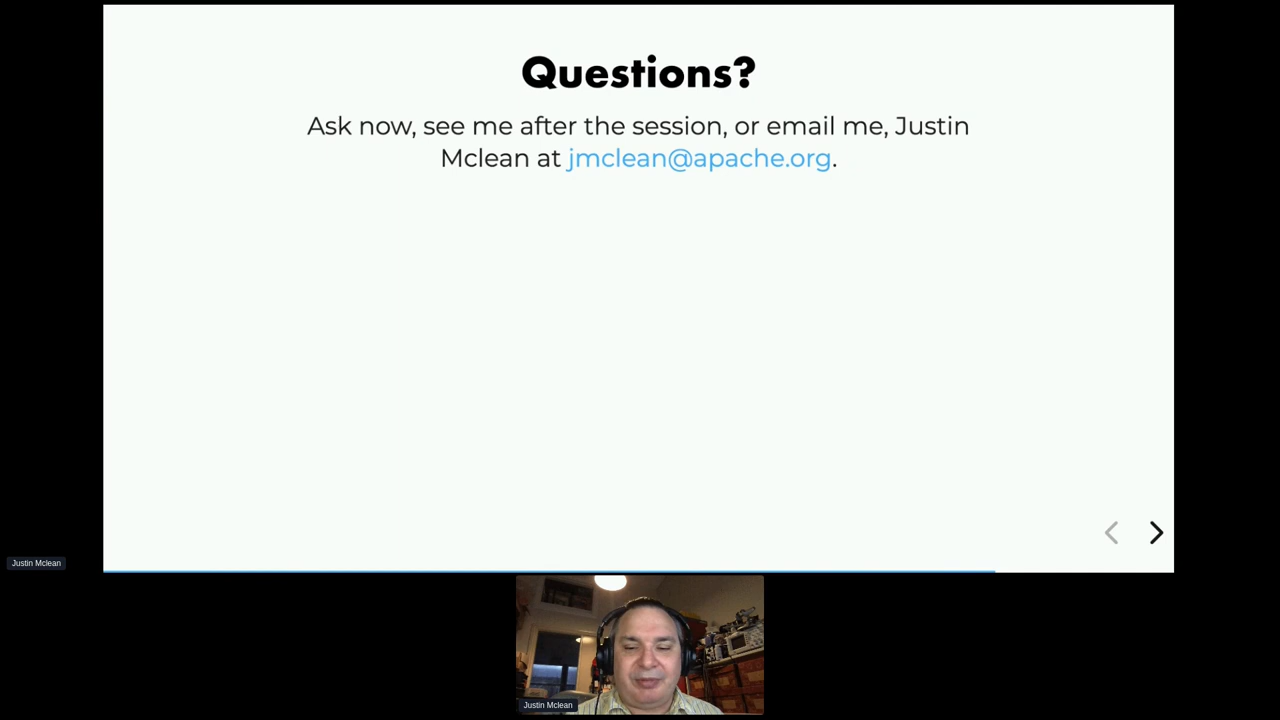 Questions?
Ask now, see me after the session, or email me, Justin
Mclean at jmclean@apache.org.
Justin Mclean
Justin Mclean